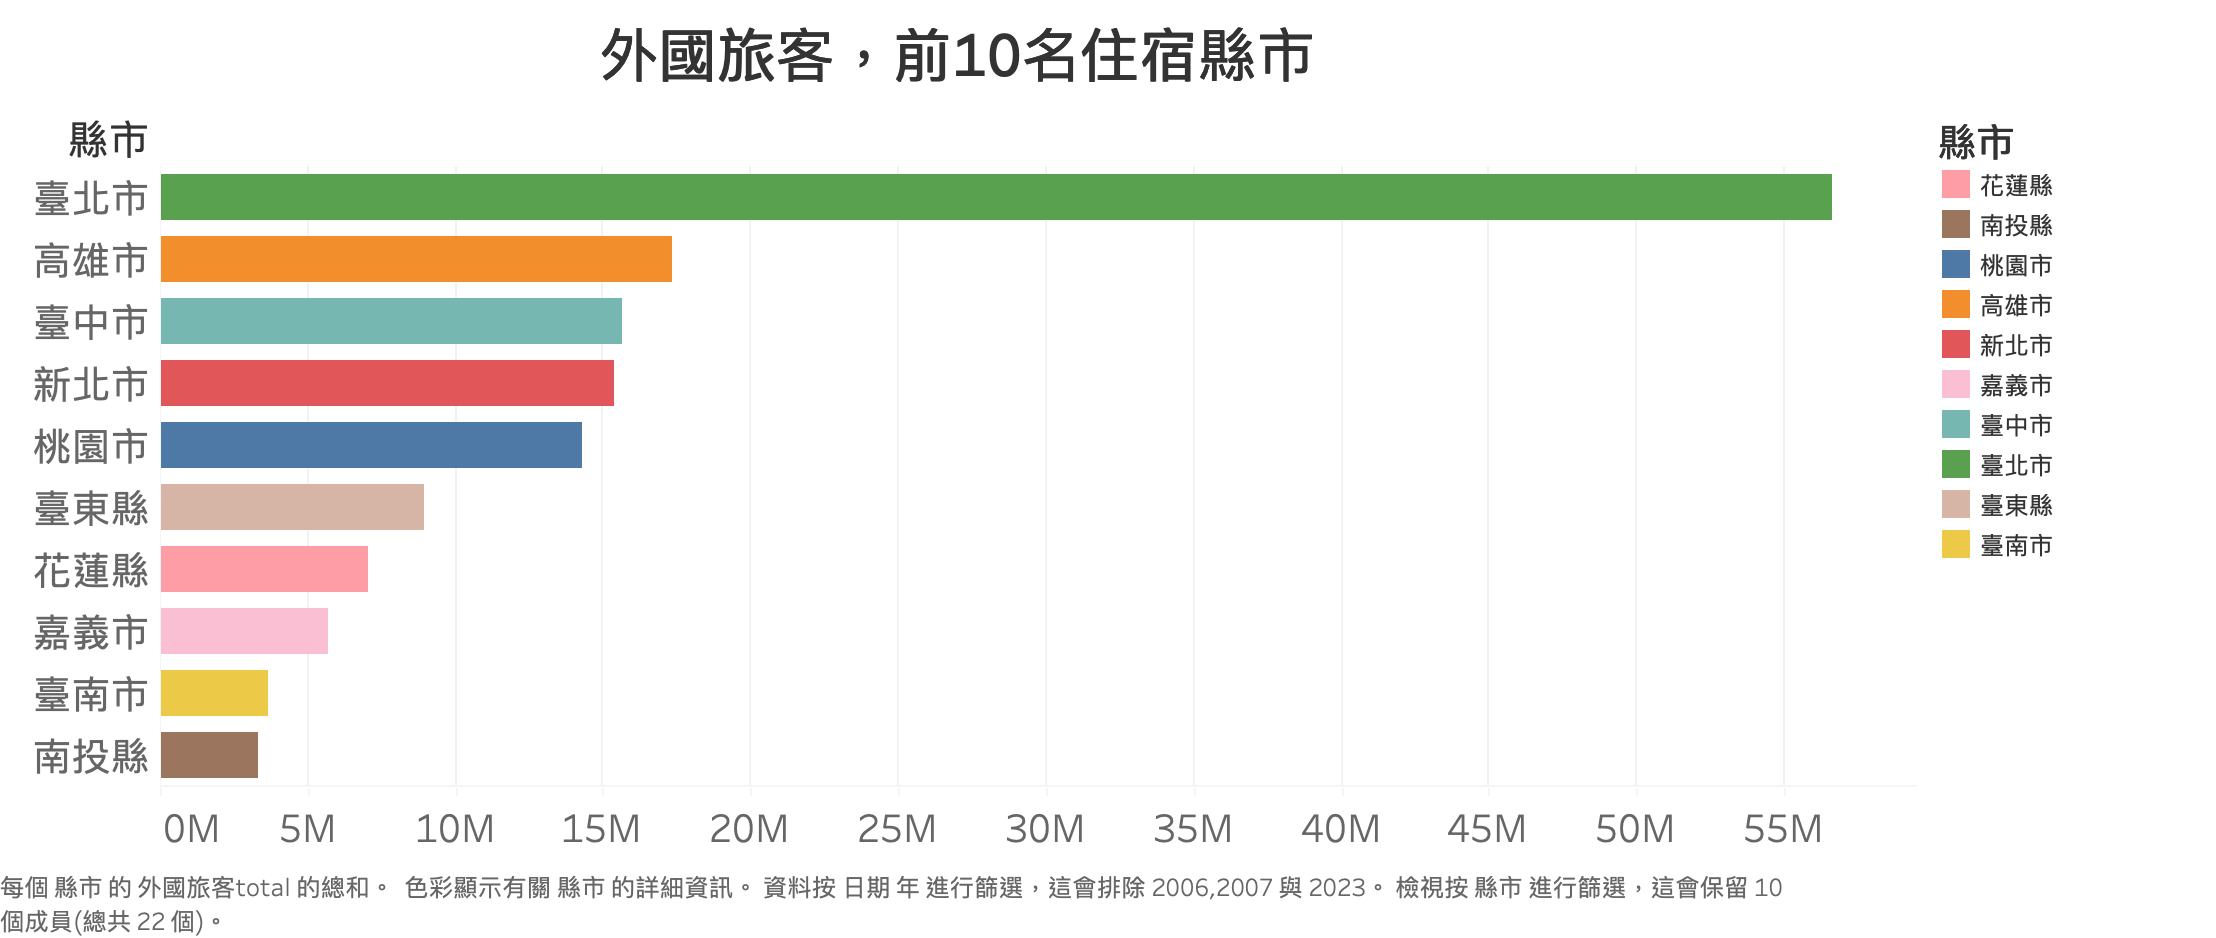 外國旅客，前10名住宿縣市
縣市
臺北市
高雄市
臺中市
新北市
桃園市
臺東縣
花蓮縣
嘉義市
臺南市
南投縣
0M 5M 10M 15M 20M 25M 30M 35M 40M 45M 50M 55M
縣市
花蓮縣
南投縣
桃園市
高雄市
新北市
嘉義市
臺中市
臺北市
臺東縣
臺南市
每個 縣市 的 外國旅客total 的總和。 色彩顯示有關 縣市 的詳細資訊。 資料按 日期 年 進行篩選，這會排除 2006,2007 與 2023。 檢視按 縣市 進行篩選，這會保留 10
個成員(總共 22 個)。